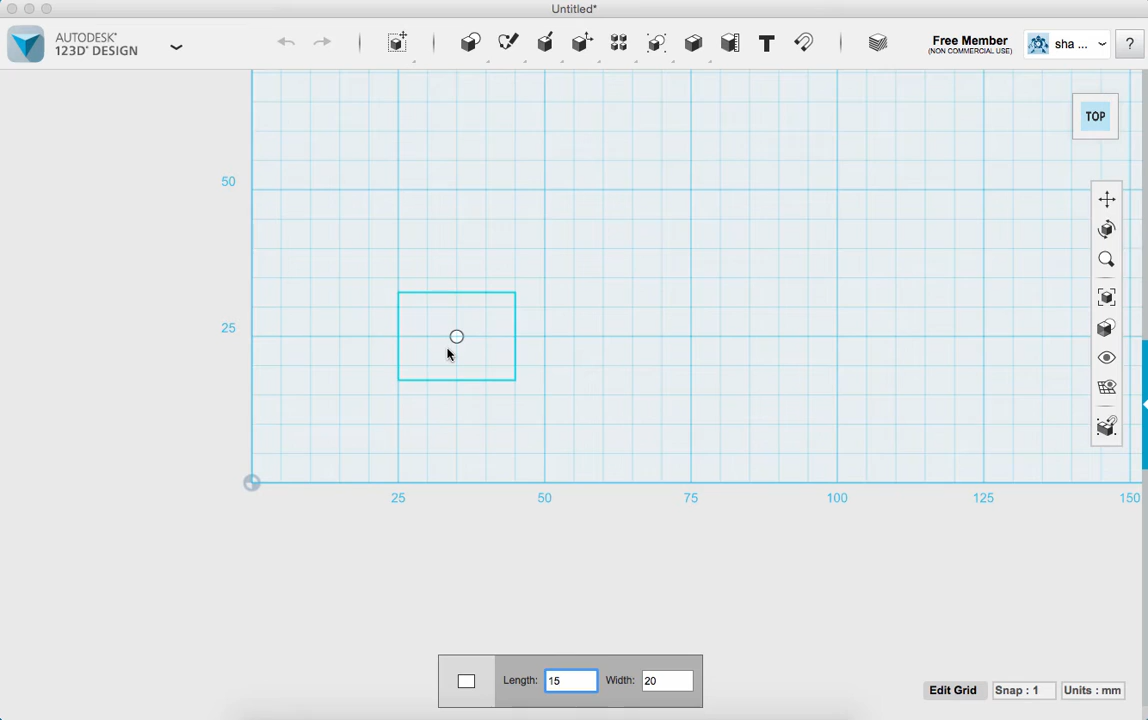 Untitled*
AUTODESK®
123D® DESIGN
Free Member
(NON COMMERCIAL USE)
sha ...
?
TOP
50
25
25 50 75 100 125 150
Length: 15 Width: 20
Edit Grid Snap : 1 Units : mm